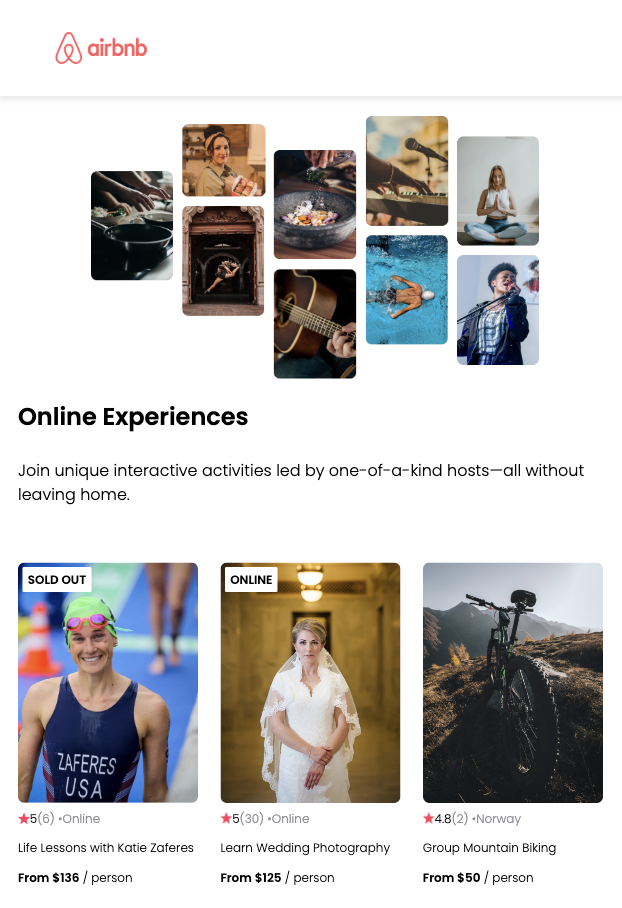 airbnb
Online Experiences
Join unique interactive activities led by one-of-a-kind hosts—all without
leaving home.
SOLD OUT
ZAFERES
USA
★5(6) •Online
Life Lessons with Katie Zaferes
From $136 / person
ONLINE
★5(30) •Online
Learn Wedding Photography
From $125 / person
★4.8(2) •Norway
Group Mountain Biking
From $50 / person